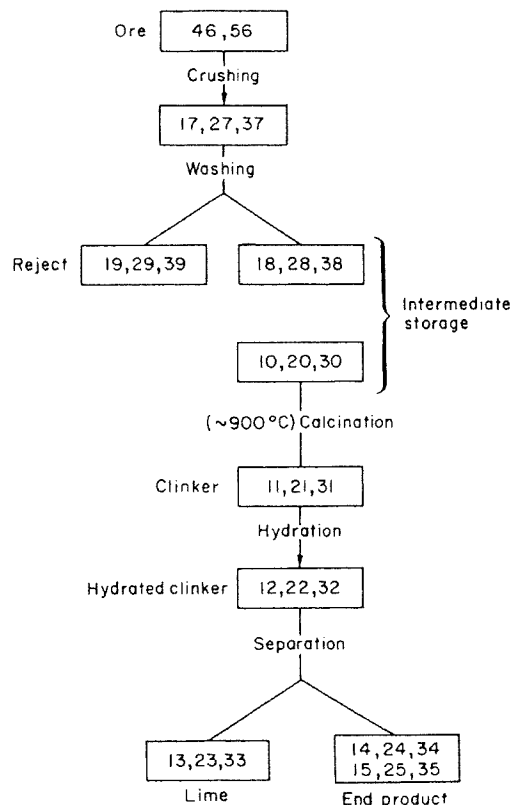 Ore 46,56
Crushing
17,27,37
Washing
Reject 19,29,39 18,28,38
Intermediate
storage
10,20,30
(~900°C) Calcination
Clinker 11,21,31
Hydration
Hydrated clinker 12,22,32
Separation
13,23,33
14,24,34
15,25,35
Lime
End product